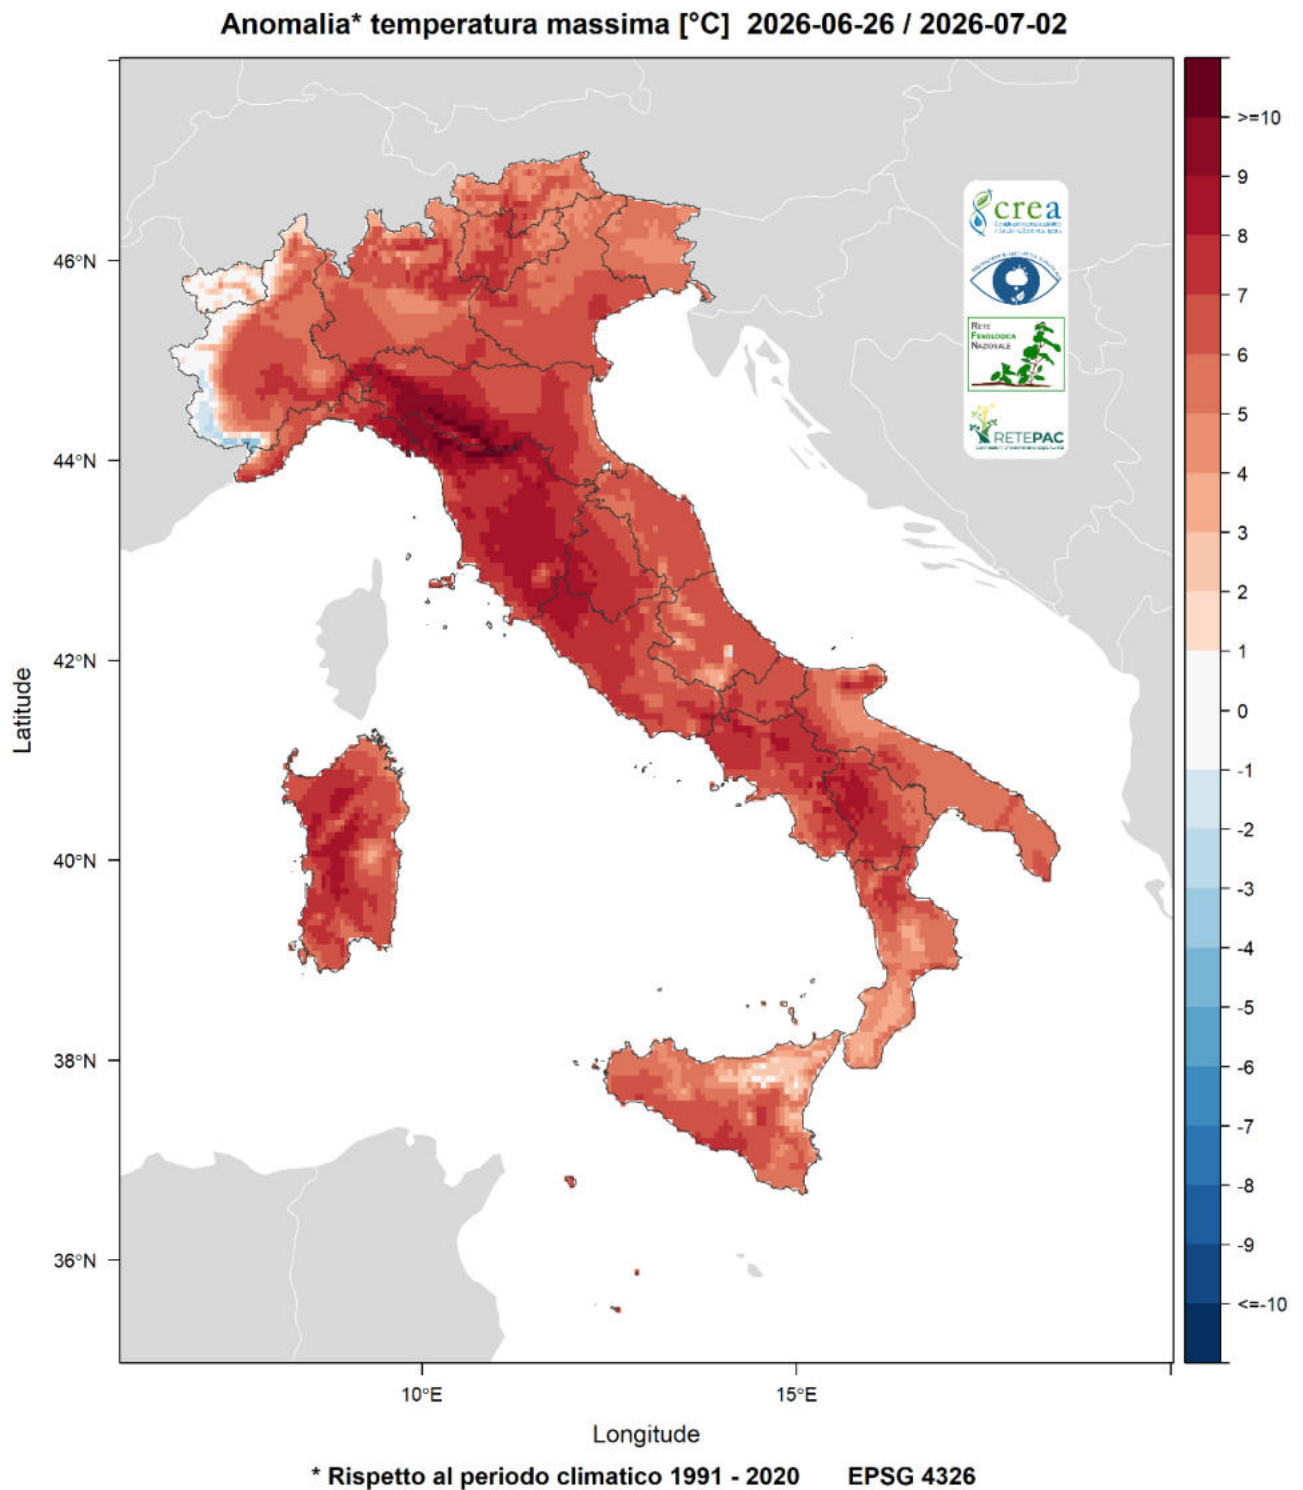 Anomalia* temperatura massima [°C]  2026-06-26 / 2026-07-02
>=10
9
8
7
6
5
4
3
2
1
0
-1
-2
-3
-4
-5
-6
-7
-8
-9
<=-10
crea
RETE
FENOLOGICA
NAZIONALE
RETEPAC
46°N
44°N
42°N
40°N
38°N
36°N
Latitude
10°E
15°E
Longitude
* Rispetto al periodo climatico 1991 - 2020
EPSG 4326